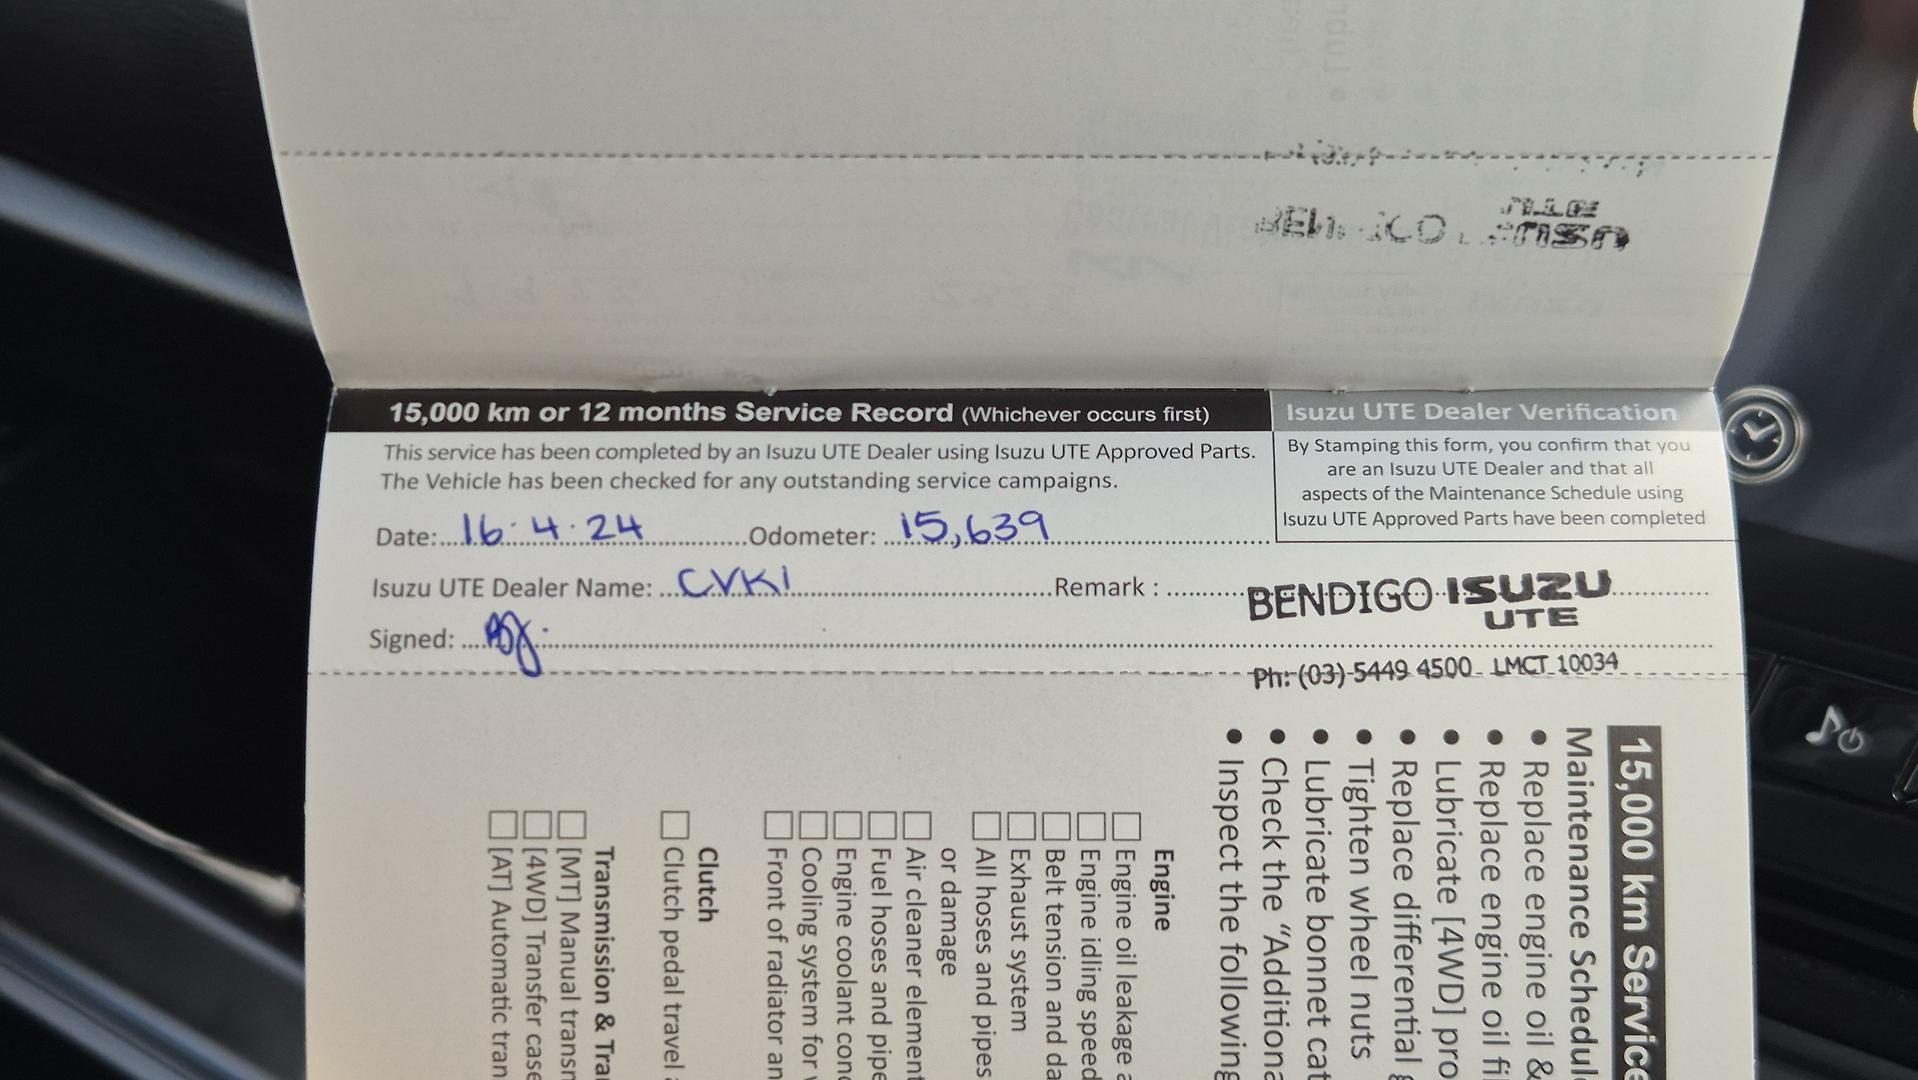 15,000 km or 12 months Service Record (Whichever occurs first)
Isuzu UTE Dealer Verification
This service has been completed by an Isuzu UTE Dealer using Isuzu UTE Approved Parts.
The Vehicle has been checked for any outstanding service campaigns.
By Stamping this form, you confirm that you
are an Isuzu UTE Dealer and that all
aspects of the Maintenance Schedule using
Isuzu UTE Approved Parts have been completed
Date: 16.4.24 Odometer: 15,639
Isuzu UTE Dealer Name: CVKI Remark :
BENDIGO ISUZU
UTE
Signed:
Ph: (03) 5449 4500 LMCT 10034
15,000 km Service
Maintenance Schedul
• Replace engine oil &
• Replace engine oil fil
• Lubricate [4WD] pro
• Replace differential
• Tighten wheel nuts
• Lubricate bonnet cat
• Check the “Additiona
• Inspect the following
Engine
Engine oil leakage
Engine idling speed
Belt tension and da
Exhaust system
All hoses and pipes
or damage
Air cleaner element
Fuel hoses and pipe
Engine coolant con
Cooling system for
Front of radiator an
Clutch
Clutch pedal travel
Transmission & Tra
[MT] Manual transm
[4WD] Transfer case
[AT] Automatic tran